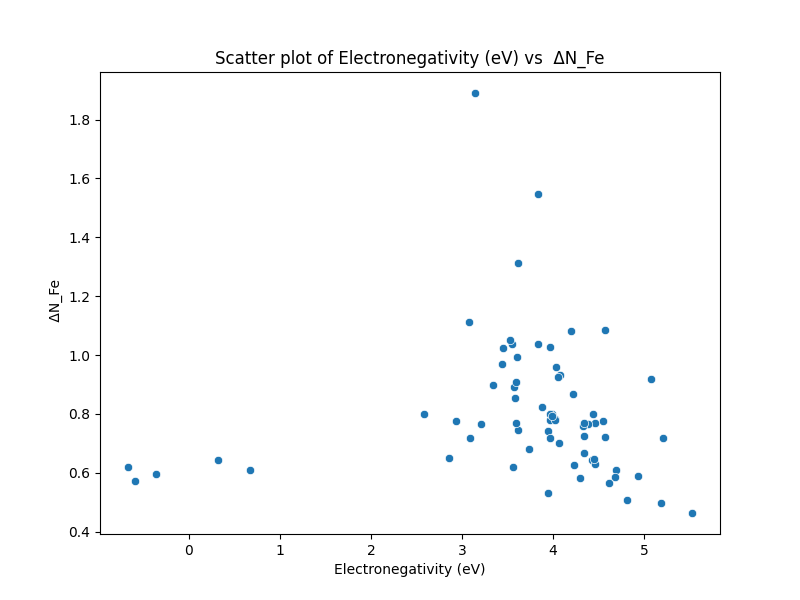 Scatter plot of Electronegativity (eV) vs  ΔN_Fe
1.8
1.6
1.4
1.2
1.0
0.8
0.6
0.4
ΔN_Fe
0 1 2 3 4 5
Electronegativity (eV)